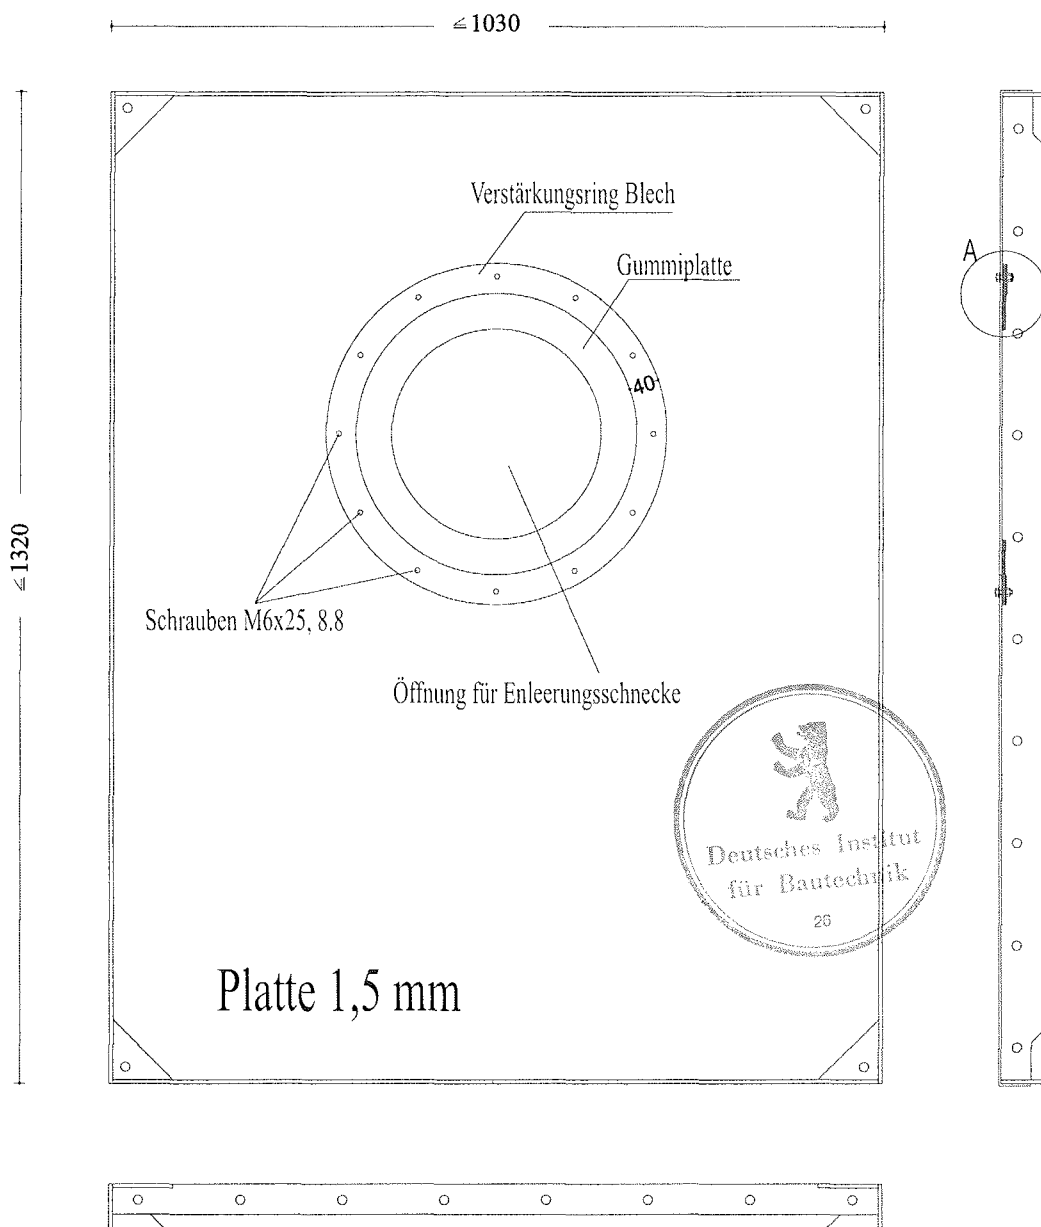 ≤1030
Verstärkungsring Blech
Gummiplatte
A
40
≤1320
Schrauben M6x25, 8.8
Öffnung für Enleerungsschnecke
Deutsches Institut
für Bautechnik
26
Platte 1,5 mm